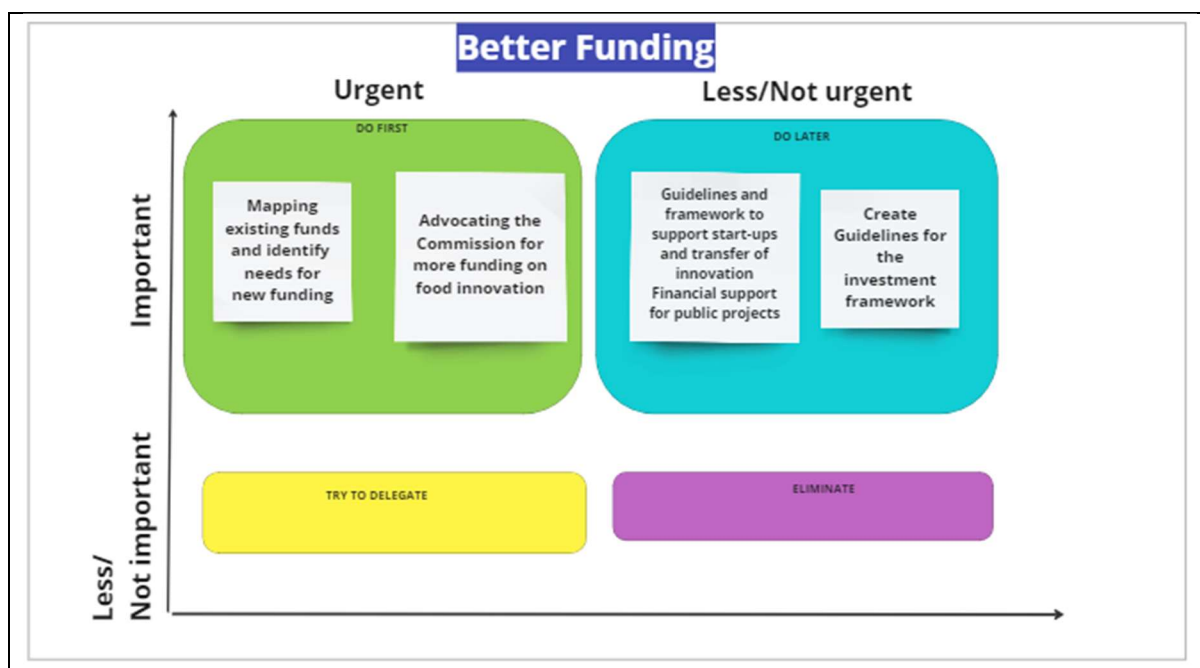 Better Funding
Urgent
Less/Not urgent
Important
DO FIRST
Mapping
existing funds
and identify
needs for
new funding
Advocating the
Commission for
more funding on
food innovation
DO LATER
Guidelines and
framework to
support start-ups
and transfer of
innovation
Financial support
for public projects
Create
Guidelines for
the
investment
framework
Less/
Not important
TRY TO DELEGATE
ELIMINATE